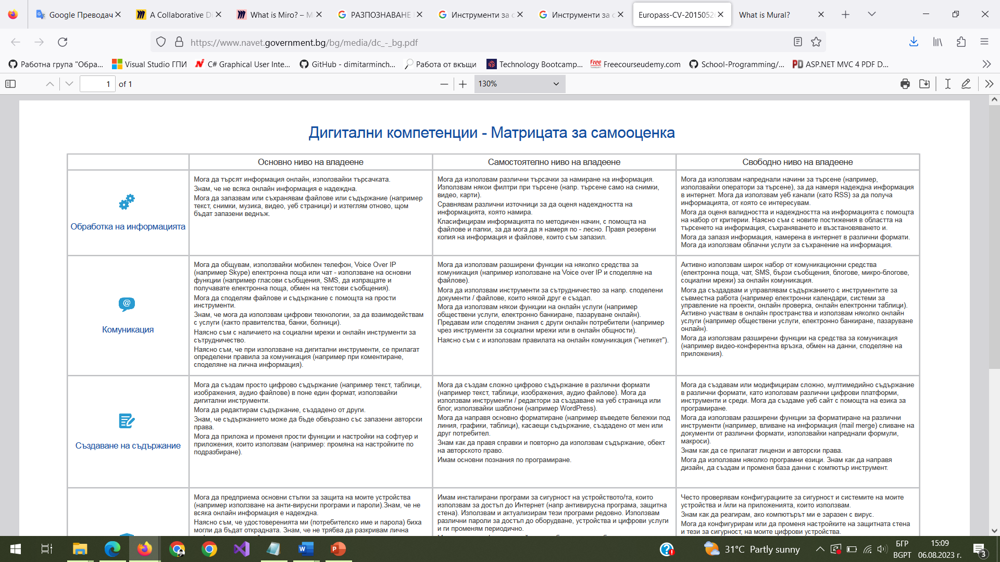 Google Преводач
A Collaborative Di
What is Miro? – M
РАЗПОЗНАВАНЕ
Инструменти за с
Инструменти за с
Europass-CV-2015052
What is Mural?
https://www.navet.government.bg/bg/media/dc_-_bg.pdf
Работна група "Обра...
Visual Studio ГПИ
C# Graphical User Inte...
GitHub - dimitarminch...
Работа от вкъщи
Technology Bootcamp...
Freecourseudemy.com
School-Programming/...
ASP.NET MVC 4 PDF D...
1 of 1
130%
Дигитални компетенции - Матрицата за самооценка
Основно ниво на владеене
Самостоятелно ниво на владеене
Свободно ниво на владеене
Обработка на информацията
Мога да търсят информация онлайн, използвайки търсачката.
Знам, че не всяка онлайн информация е надеждна.
Мога да запазвам или съхранявам файлове или съдържание (например
текст, снимки, музика, видео, уеб страници) и изтеглям отново, щом
бъдат запазени веднъж.
Мога да използвам различни търсачки за намиране на информация.
Използвам някои филтри при търсене (напр. търсене само на снимки,
видео, карти).
Сравнявам различни източници за да оценя надеждността на
информацията, която намира.
Класифицирам информацията по методичен начин, с помощта на
файлове и папки, за да мога да я намеря по - лесно. Правя резервни
копия на информация и файлове, които съм запазил.
Мога да използвам напреднали начини за търсене (например,
използвайки оператори за търсене), за да намеря надеждна информация
в интернет. Мога да използвам уеб канали (като RSS) за да получа
информацията, от която се интересувам.
Мога да оценя валидността и надеждността на информацията с помощта
на набор от критерии. Наясно съм с новите постижения в областта на
търсенето на информация, съхраняването и възстановяването и.
Мога да запазя информация, намерена в интернет в различни формати.
Мога да използвам облачни услуги за съхранение на информация.
Комуникация
Мога да общувам, използвайки мобилен телефон, Voice Over IP
(например Skype) електронна поща или чат - използване на основни
функции (например гласови съобщения, SMS, да изпращате и
получавате електронна поща, обмен на текстови съобщения).
Мога да споделям файлове и съдържание с помощта на прости
инструменти.
Знам, че мога да използвам цифрови технологии, за да взаимодействам
с услуги (както правителства, банки, болници).
Наясно съм с наличието на социални мрежи и онлайн инструменти за
сътрудничество.
Наясно съм, че при използване на дигитални инструменти, се прилагат
определени правила за комуникация (например при коментиране,
споделяне на лична информация).
Мога да използвам разширени функции на няколко средства за
комуникация (например използване на Voice over IP и споделяне на
файлове).
Мога да използвам инструменти за сътрудничество за напр. споделени
документи / файлове, които някой друг е създал.
Мога да използвам някои функции на онлайн услуги (например
обществени услуги, електронно банкиране, пазаруване онлайн).
Предавам или споделям знания с други онлайн потребители (например
чрез инструменти за социални мрежи или в онлайн общности).
Наясно съм с и използвам правилата на онлайн комуникация ("нетикет").
Активно използвам широк набор от комуникационни средства
(електронна поща, чат, SMS, бързи съобщения, блогове, микро-блогове,
социални мрежи) за онлайн комуникация.
Мога да създавам и управлявам съдържанието с инструментите за
съвместна работа (например електронни календари, системи за
управление на проекти, онлайн проверка, онлайн електронни таблици).
Активно участвам в онлайн пространства и използвам няколко онлайн
услуги (например обществени услуги, електронно банкиране, пазаруване
онлайн).
Мога да използвам разширени функции на средства за комуникация
(например видео-конферентна връзка, обмен на данни, споделяне на
приложения).
Създаване на съдържание
Мога да създам просто цифрово съдържание (например текст, таблици,
изображения, аудио файлове) в поне един формат, използвайки
дигитални инструменти.
Мога да редактирам съдържание, създадено от други.
Знам, че съдържанието може да бъде обвързано със запазени авторски
права.
Мога да приложа и променя прости функции и настройки на софтуер и
приложения, които използвам (например: промяна на настройките по
подразбиране).
Мога да създам сложно цифрово съдържание в различни формати
(например текст, таблици, изображения, аудио файлове). Мога да
използвам инструменти / редактори за създаване на уеб страница или
блог, използвайки шаблони (например WordPress).
Мога да направя основно форматиране (например въведете бележки под
линия, графики, таблици), касаещи съдържание, създадено от мен или
друг потребител.
Знам как да правя справки и повторно да използвам съдържание, обект
на авторското право.
Имам основни познания по програмиране.
Мога да създавам или модифицирам сложно, мултимедийно съдържание
в различни формати, като използвам различни цифрови платформи,
инструменти и среди. Мога да създаме уеб сайт с помощта на езика за
програмиране.
Мога да използвам разширени функции за форматиране на различни
инструменти (например, вливане на информация (mail merge) сливане на
документи от различни формати, използвайки напреднали формули,
макроси).
Знам как да се прилагат лицензи и авторски права.
Мога да използвам няколко програмни езици. Знам как да направя
дизайн, да създам и променя база данни с компютър инструмент.
Мога да предприема основни стъпки за защита на моите устройства
(например използване на анти-вирусни програми и пароли).Знам, че не
всяка онлайн информация е надеждна.
Наясно съм, че удостоверенията ми (потребителско име и парола) биха
могли да бъдат откраднати. Знам, че не трябва да разкривам лична
Имам инсталирани програми за сигурност на устройството/та, които
използвам за достъп до Интернет (напр антивирусна програма, защитна
стена). Използвам и актуализирам тези програми редовно. Използвам
различни пароли за достъп до оборудване, устройства и цифрови услуги
и ги променям периодично.
Често проверявам конфигурациите за сигурност и системите на моите
устройства и /или на приложенията, които използвам.
Знам как да реагирам, ако компютърът ми е заразен с вирус.
Мога да конфигурирам или да променя настройките на защитната стена
и тези за сигурност, на моите цифрови устройства.
31°C Partly sunny
БГР
BGPT
15:09
06.08.2023 г.
3